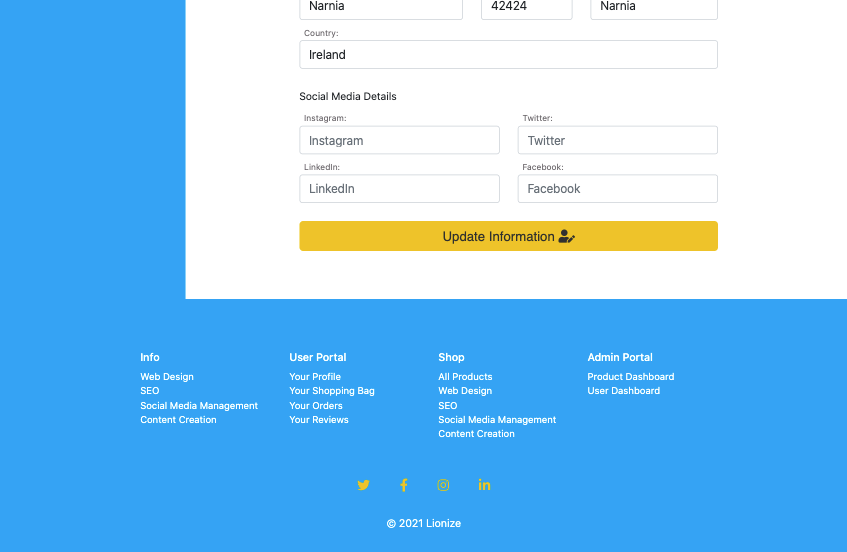 Narnia 42424 Narnia
Country:
Ireland
Social Media Details
Instagram: Twitter:
Instagram Twitter
LinkedIn: Facebook:
LinkedIn Facebook
Update Information
Info
Web Design
SEO
Social Media Management
Content Creation
User Portal
Your Profile
Your Shopping Bag
Your Orders
Your Reviews
Shop
All Products
Web Design
SEO
Social Media Management
Content Creation
Admin Portal
Product Dashboard
User Dashboard
© 2021 Lionize